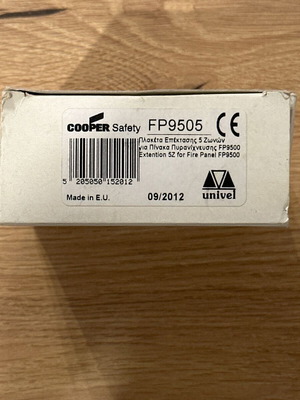 COOPER Safety FP9505 CE
Πλακέτα Επέκτασης 5 Ζωνών
για Πίνακα Πυρανίχνευσης FP9500
Extention 5Z for Fire Panel FP9500
5 205050 152012
Made in E.U. 09/2012 univel